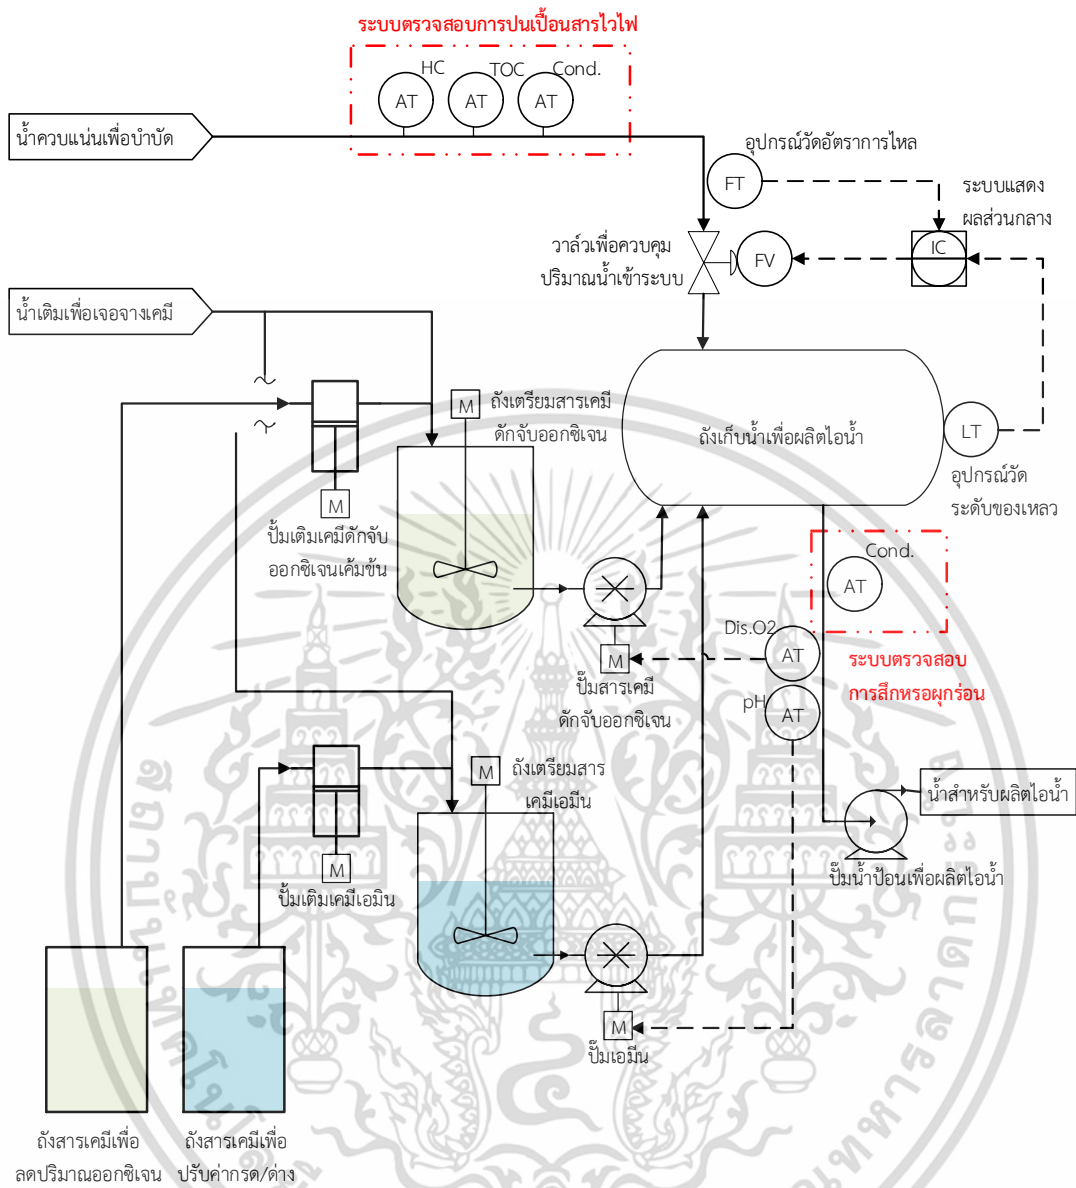 ระบบตรวจสอบการปนเปื้อนสารไวไฟ
HC
TOC
Cond.
AT
AT
AT
น้ำควบแน่นเพื่อบำบัด
อุปกรณ์วัดอัตราการไหล
FT
ระบบแสดง
ผลส่วนกลาง
วาล์วเพื่อควบคุม
ปริมาณน้ำเข้าระบบ
FV
IC
น้ำเติมเพื่อเจอจางเคมี
M
ถังเตรียมสารเคมี
ดักจับออกซิเจน
ถังเก็บน้ำเพื่อผลิตไอน้ำ
LT
อุปกรณ์วัด
ระดับของเหลว
M
ปั๊มเติมเคมีดักจับ
ออกซิเจนเค้มข้น
Cond.
AT
Dis.O2
AT
M
ปั๊มสารเคมี
ดักจับออกซิเจน
ระบบตรวจสอบ
การสึกหรอผุกร่อน
pH
AT
M
ถังเตรียมสาร
เคมีเอมีน
น้ำสำหรับผลิตไอน้ำ
M
ปั๊มเติมเคมีเอมิน
ปั๊มน้ำป้อนเพื่อผลิตไอน้ำ
M
ปั๊มเอมีน
ถังสารเคมีเพื่อ
ลดปริมาณออกซิเจน
ถังสารเคมีเพื่อ
ปรับค่ากรด/ด่าง